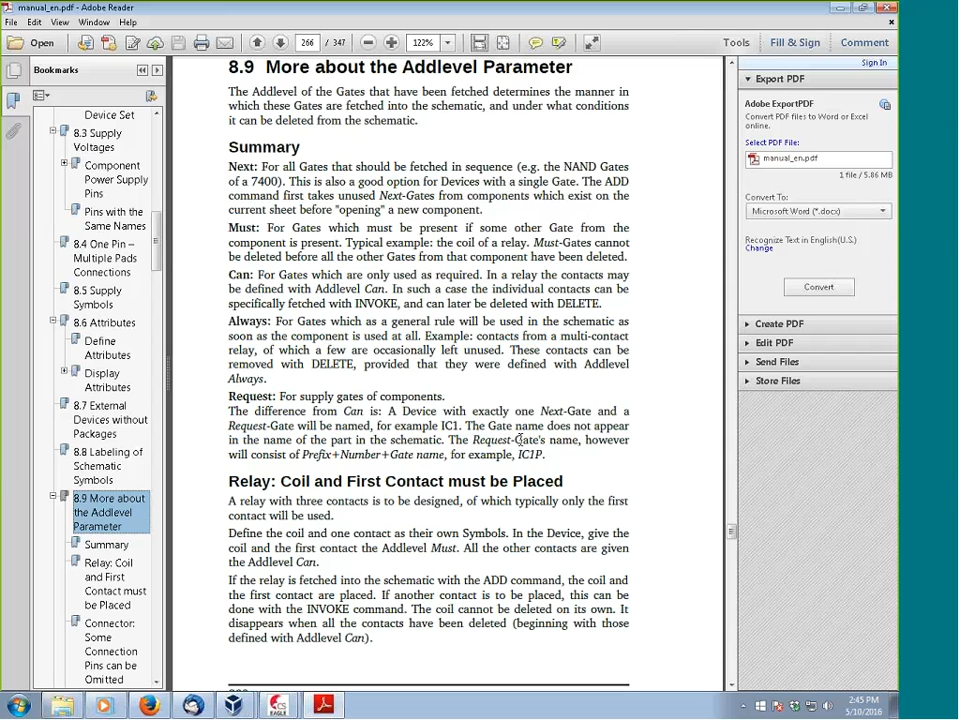 manual_en.pdf - Adobe Reader
File Edit View Window Help
Open
266 / 347
122%
Tools
Fill & Sign
Comment
Sign In
Bookmarks
Device Set
8.3 Supply
Voltages
Component
Power Supply
Pins
Pins with the
Same Names
8.4 One Pin –
Multiple Pads
Connections
8.5 Supply
Symbols
8.6 Attributes
Define
Attributes
Display
Attributes
8.7 External
Devices without
Packages
8.8 Labeling of
Schematic
Symbols
8.9 More about
the Addlevel
Parameter
Summary
Relay: Coil
and First
Contact must
be Placed
Connector:
Some
Connection
Pins can be
Omitted
8.9 More about the Addlevel Parameter
The Addlevel of the Gates that have been fetched determines the manner in
which these Gates are fetched into the schematic, and under what conditions
it can be deleted from the schematic.
Summary
Next: For all Gates that should be fetched in sequence (e.g. the NAND Gates
of a 7400). This is also a good option for Devices with a single Gate. The ADD
command first takes unused Next-Gates from components which exist on the
current sheet before "opening" a new component.
Must: For Gates which must be present if some other Gate from the
component is present. Typical example: the coil of a relay. Must-Gates cannot
be deleted before all the other Gates from that component have been deleted.
Can: For Gates which are only used as required. In a relay the contacts may
be defined with Addlevel Can. In such a case the individual contacts can be
specifically fetched with INVOKE, and can later be deleted with DELETE.
Always: For Gates which as a general rule will be used in the schematic as
soon as the component is used at all. Example: contacts from a multi-contact
relay, of which a few are occasionally left unused. These contacts can be
removed with DELETE, provided that they were defined with Addlevel
Always.
Request: For supply gates of components.
The difference from Can is: A Device with exactly one Next-Gate and a
Request-Gate will be named, for example IC1. The Gate name does not appear
in the name of the part in the schematic. The Request-Gate's name, however
will consist of Prefix+Number+Gate name, for example, IC1P.
Relay: Coil and First Contact must be Placed
A relay with three contacts is to be designed, of which typically only the first
contact will be used.
Define the coil and one contact as their own Symbols. In the Device, give the
coil and the first contact the Addlevel Must. All the other contacts are given
the Addlevel Can.
If the relay is fetched into the schematic with the ADD command, the coil and
the first contact are placed. If another contact is to be placed, this can be
done with the INVOKE command. The coil cannot be deleted on its own. It
disappears when all the contacts have been deleted (beginning with those
defined with Addlevel Can).
Export PDF
Adobe ExportPDF
Convert PDF files to Word or Excel
online.
Select PDF File:
manual_en.pdf
1 file / 5.86 MB
Convert To:
Microsoft Word (*.docx)
Recognize Text in English(U.S.)
Change
Convert
Create PDF
Edit PDF
Send Files
Store Files
CS
EAGLE
2:45 PM
5/10/2016